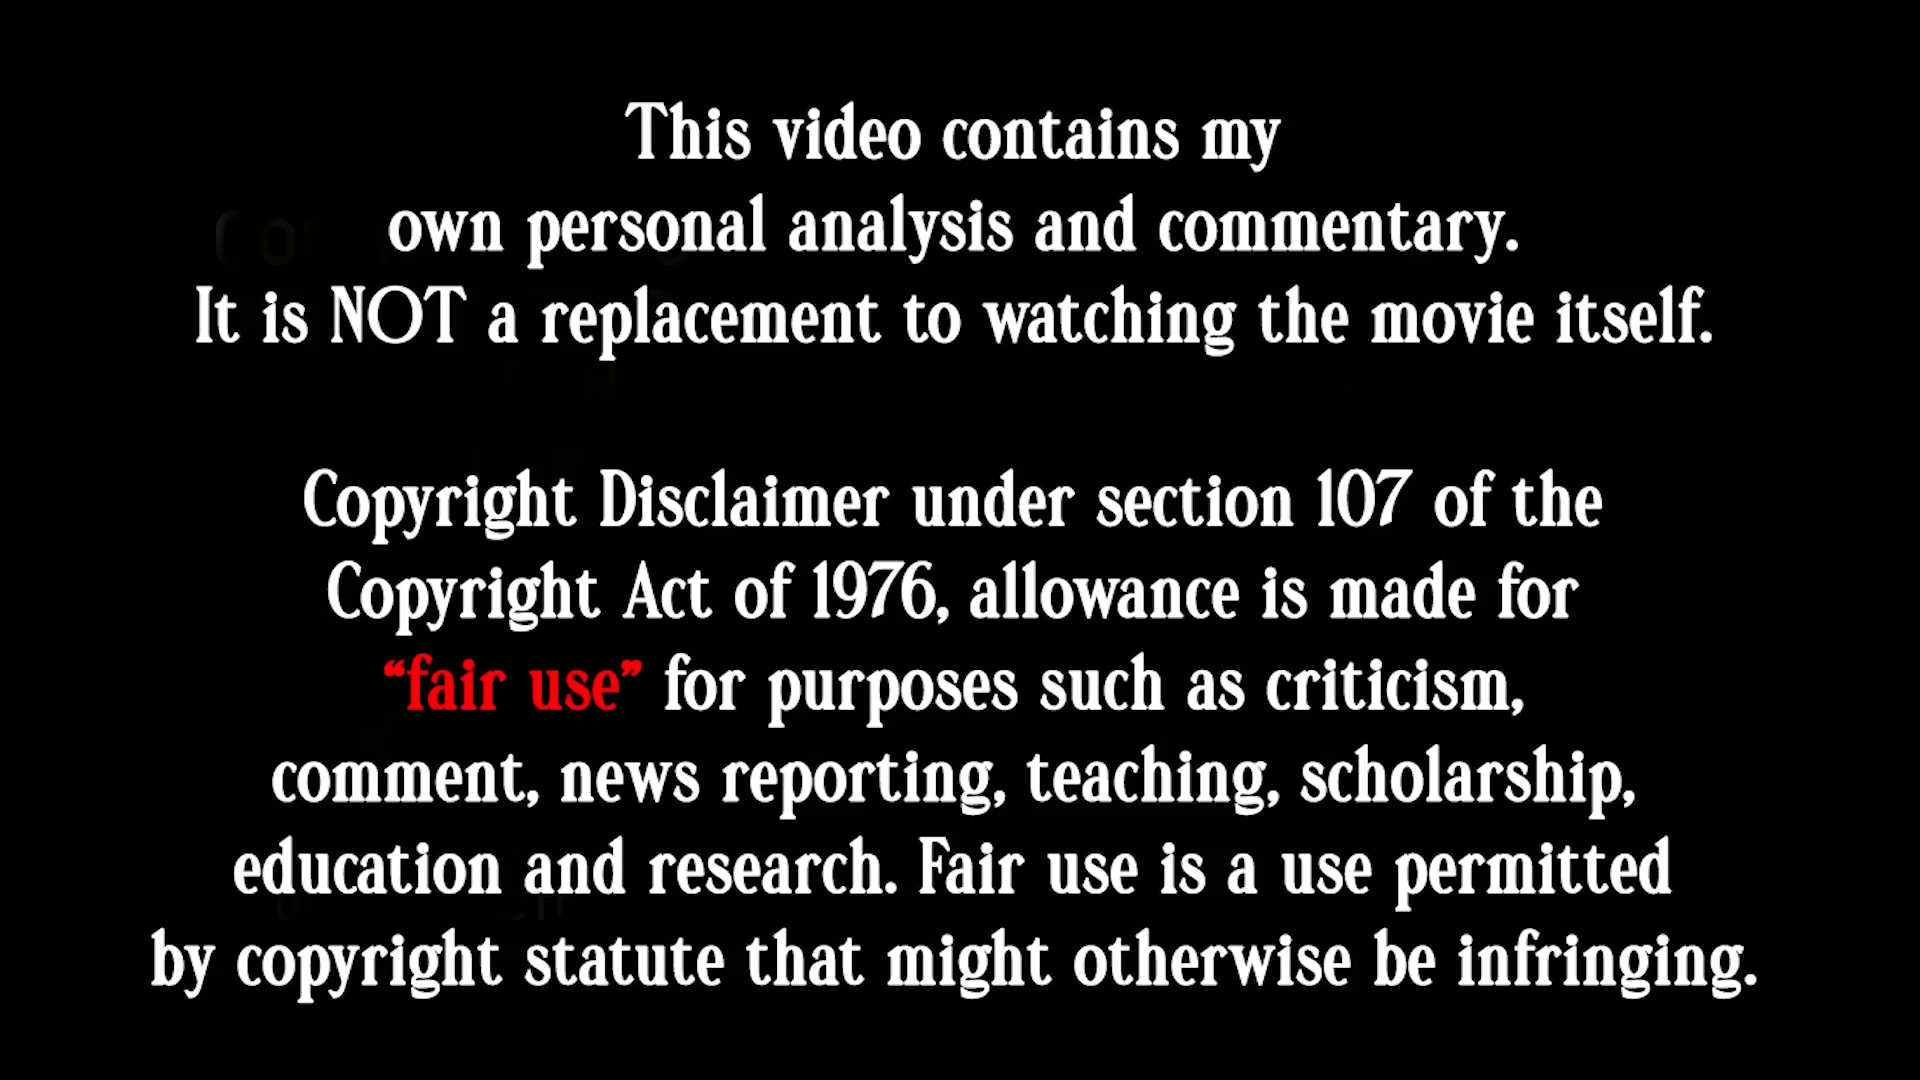 This video contains my
own personal analysis and commentary.
It is NOT a replacement to watching the movie itself.
Copyright Disclaimer under section 107 of the
Copyright Act of 1976, allowance is made for
“fair use” for purposes such as criticism,
comment, news reporting, teaching, scholarship,
education and research. Fair use is a use permitted
by copyright statute that might otherwise be infringing.